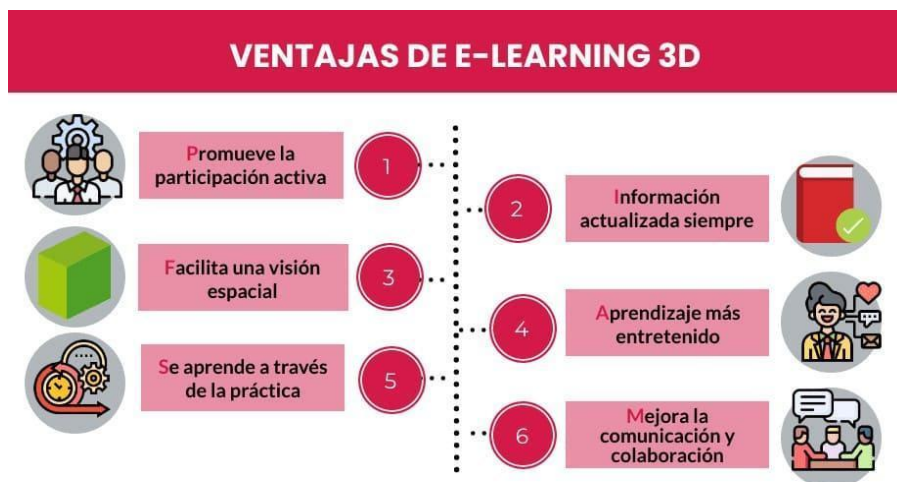 VENTAJAS DE E-LEARNING 3D
Promueve la
participación activa
1
2
Información
actualizada siempre
Facilita una visión
espacial
3
4
Aprendizaje más
entretenido
Se aprende a través
de la práctica
5
6
Mejora la
comunicación y
colaboración